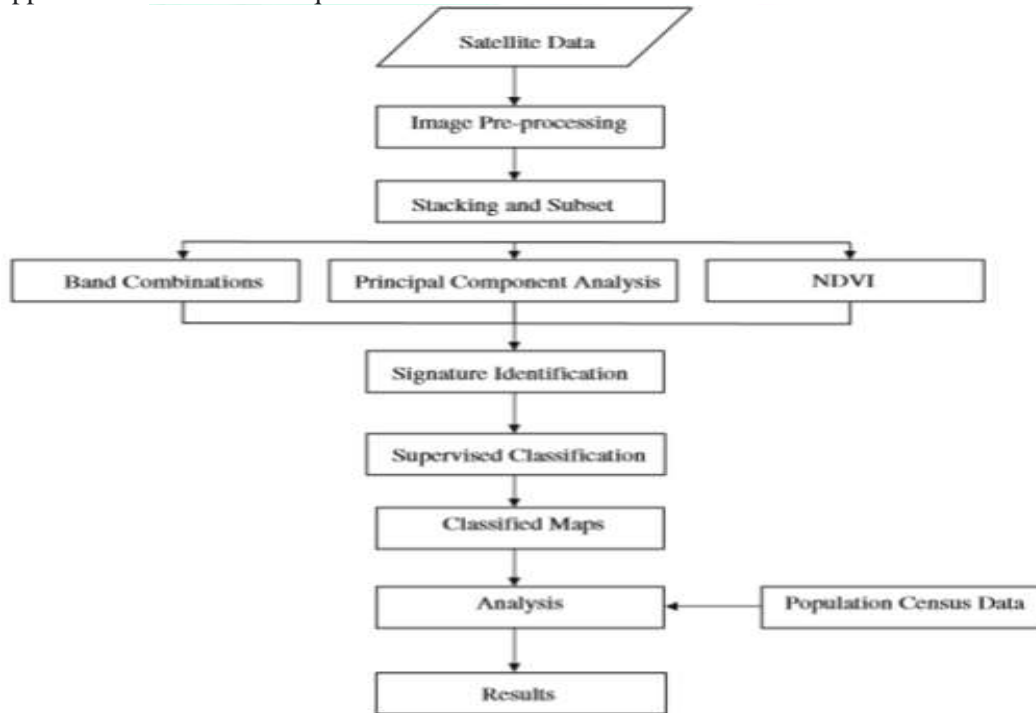 Satellite Data
Image Pre-processing
Stacking and Subset
Band Combinations
Principal Component Analysis
NDVI
Signature Identification
Supervised Classification
Classified Maps
Analysis
Population Census Data
Results